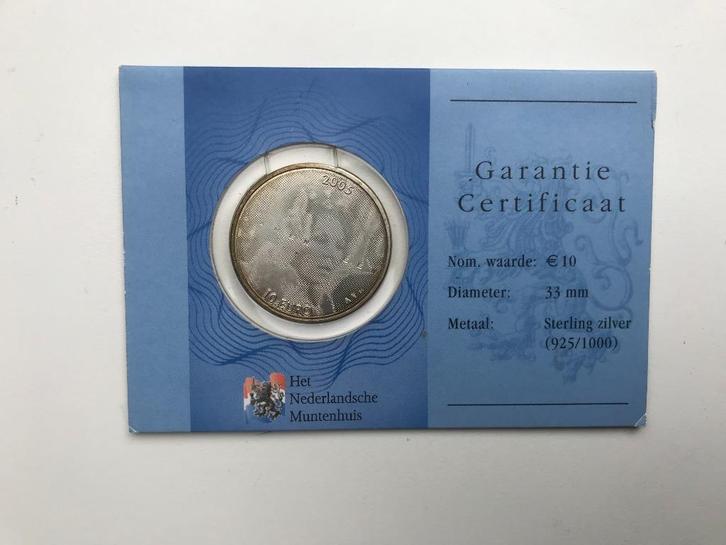 2005
10 EURO
Het
Nederlandsche
Muntenhuis
Garantie
Certificaat
Nom. waarde: €10
Diameter: 33 mm
Metaal: Sterling zilver
(925/1000)